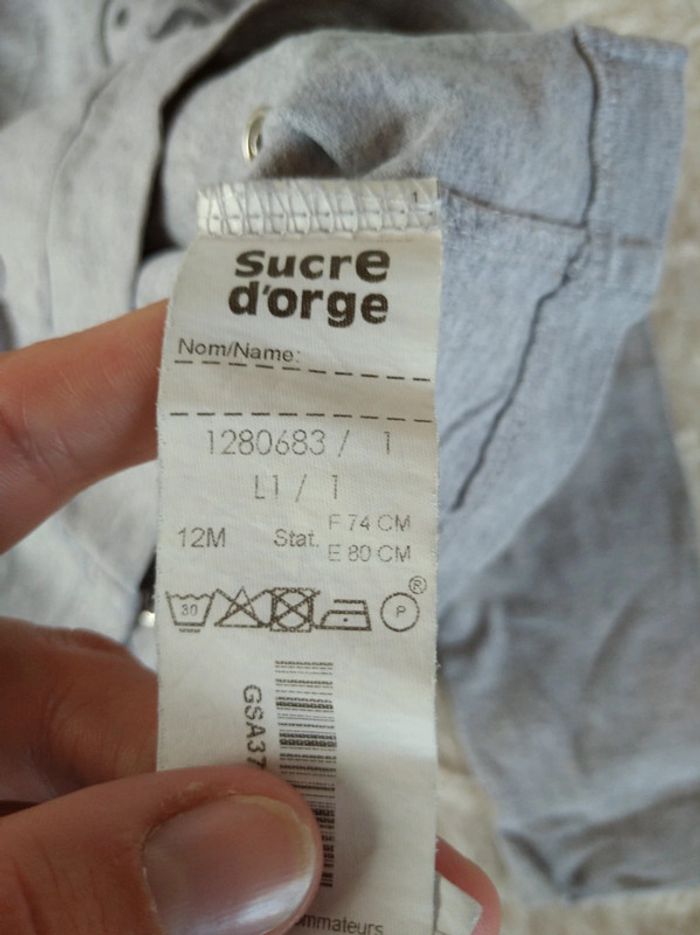 sucre
d'orge
Nom/Name:
1280683 / 1
L1 / 1
12M Stat. F 74 CM
E 80 CM
30 P ®
GSA37